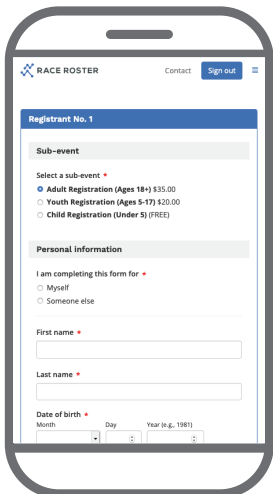 RACE ROSTER
Contact
Sign out
Registrant No. 1
Sub-event
Select a sub-event *
Adult Registration (Ages 18+) $35.00
Youth Registration (Ages 5-17) $20.00
Child Registration (Under 5) (FREE)
Personal information
I am completing this form for *
Myself
Someone else
First name *
Last name *
Date of birth *
Month Day Year (e.g., 1981)